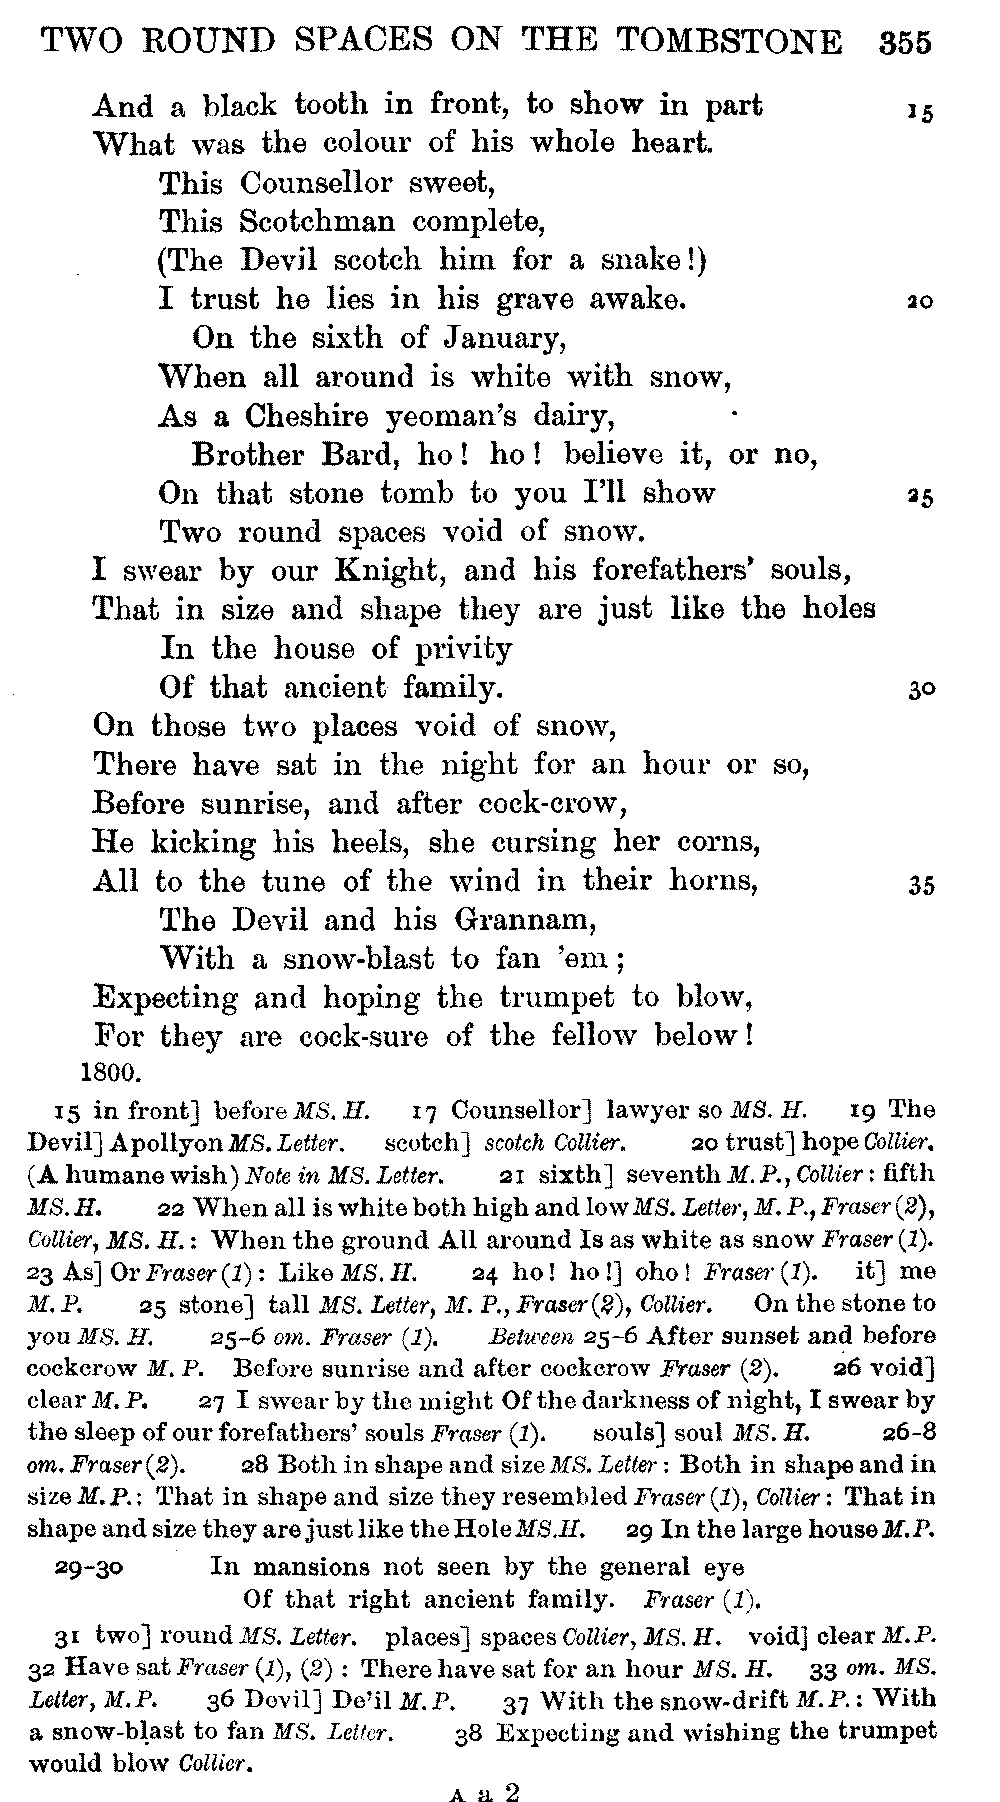 TWO ROUND SPACES ON THE TOMBSTONE 355
And a black tooth in front, to show in part 15
What was the colour of his whole heart.
This Counsellor sweet,
This Scotchman complete,
(The Devil scotch him for a snake!)
I trust he lies in his grave awake. 20
On the sixth of January,
When all around is white with snow,
As a Cheshire yeoman's dairy,
Brother Bard, ho! ho! believe it, or no,
On that stone tomb to you I'll show 25
Two round spaces void of snow.
I swear by our Knight, and his forefathers' souls,
That in size and shape they are just like the holes
In the house of privity
Of that ancient family. 30
On those two places void of snow,
There have sat in the night for an hour or so,
Before sunrise, and after cock-crow,
He kicking his heels, she cursing her corns,
All to the tune of the wind in their horns, 35
The Devil and his Grannam,
With a snow-blast to fan 'em;
Expecting and hoping the trumpet to blow,
For they are cock-sure of the fellow below!
1800.
15 in front] before MS. H. 17 Counsellor] lawyer so MS. H. 19 The
Devil] Apollyon MS. Letter. scotch] scotch Collier. 20 trust] hope Collier.
(A humane wish) Note in MS. Letter. 21 sixth] seventh M. P., Collier: fifth
MS. H. 22 When all is white both high and low MS. Letter, M. P., Fraser (2),
Collier, MS. H.: When the ground All around Is as white as snow Fraser (1).
23 As] Or Fraser (1): Like MS. H. 24 ho! ho!] oho! Fraser (1). it] me
M. P. 25 stone] tall MS. Letter, M. P., Fraser (2), Collier. On the stone to
you MS. H. 25-6 om. Fraser (1). Between 25-6 After sunset and before
cockcrow M. P. Before sunrise and after cockcrow Fraser (2). 26 void]
clear M. P. 27 I swear by the might Of the darkness of night, I swear by
the sleep of our forefathers' souls Fraser (1). souls] soul MS. H. 26-8
om. Fraser (2). 28 Both in shape and size MS. Letter: Both in shape and in
size M. P.: That in shape and size they resembled Fraser (1), Collier: That in
shape and size they are just like the Hole MS. H. 29 In the large house M. P.
29-30 In mansions not seen by the general eye
Of that right ancient family. Fraser (1).
31 two] round MS. Letter. places] spaces Collier, MS. H. void] clear M. P.
32 Have sat Fraser (1), (2): There have sat for an hour MS. H. 33 om. MS.
Letter, M. P. 36 Devil] De'il M. P. 37 With the snow-drift M. P.: With
a snow-blast to fan MS. Letter. 38 Expecting and wishing the trumpet
would blow Collier.
A a 2